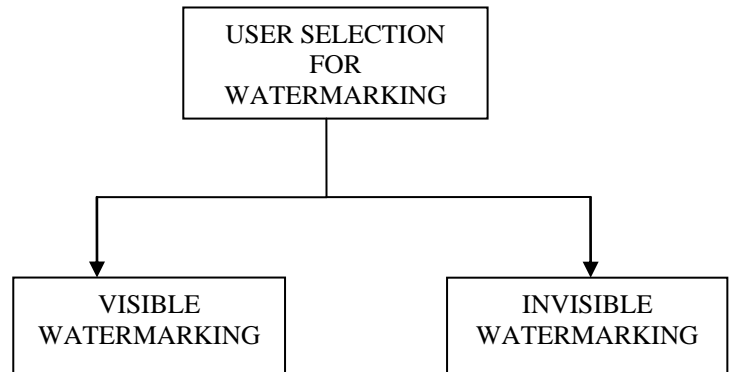 USER SELECTION
FOR
WATERMARKING
VISIBLE
WATERMARKING
INVISIBLE
WATERMARKING